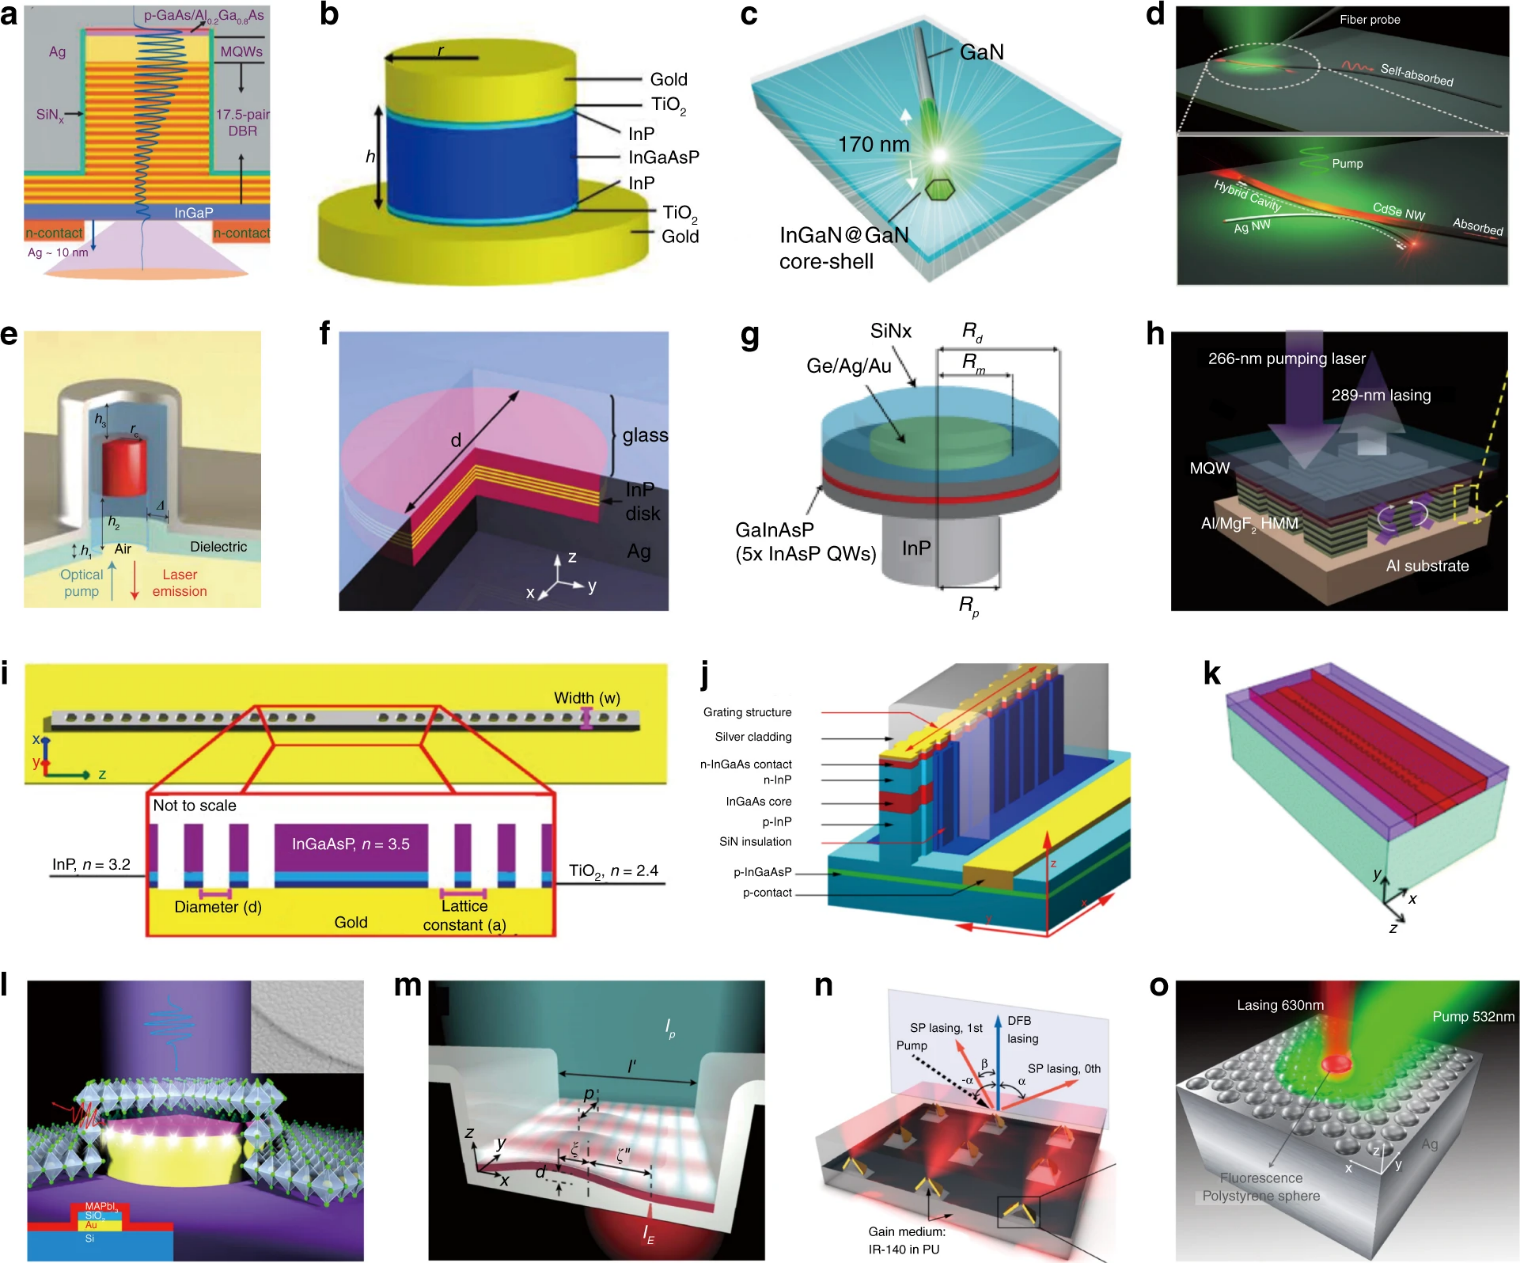 a
p-GaAs/Al0.2Ga0.8As
Ag
MQWs
SiNx
17.5-pair
DBR
InGaP
n-contact
n-contact
Ag ~ 10 nm
b
r
h
Gold
TiO2
InP
InGaAsP
InP
TiO2
Gold
c
GaN
170 nm
InGaN@GaN
core-shell
d
Fiber probe
Self-absorbed
Pump
Hybrid Cavity
CdSe NW
Ag NW
Absorbed
e
h3
rc
h2
Δ
h1
Air
Dielectric
Optical
pump
Laser
emission
f
d
glass
InP
disk
Ag
z
x
y
g
SiNx
Rd
Ge/Ag/Au
Rm
GaInAsP
(5x InAsP QWs)
InP
Rp
h
266-nm pumping laser
289-nm lasing
MQW
Al/MgF2 HMM
Al substrate
i
Width (w)
x
y
z
Not to scale
InGaAsP, n = 3.5
InP, n = 3.2
TiO2, n = 2.4
Diameter (d)
Lattice
constant (a)
Gold
j
Grating structure
Silver cladding
n-InGaAs contact
n-InP
InGaAs core
p-InP
SiN insulation
p-InGaAsP
p-contact
z
x
k
y
x
z
l
MAPbI3
SiO2
Au
Si
m
Ip
l'
p
z
y
x
ξ
ζ"
d
IE
n
SP lasing, 1st
DFB
lasing
Pump
SP lasing, 0th
β
-α
α
Gain medium:
IR-140 in PU
o
Lasing 630nm
Pump 532nm
Ag
z
x
y
Fluorescence
Polystyrene sphere